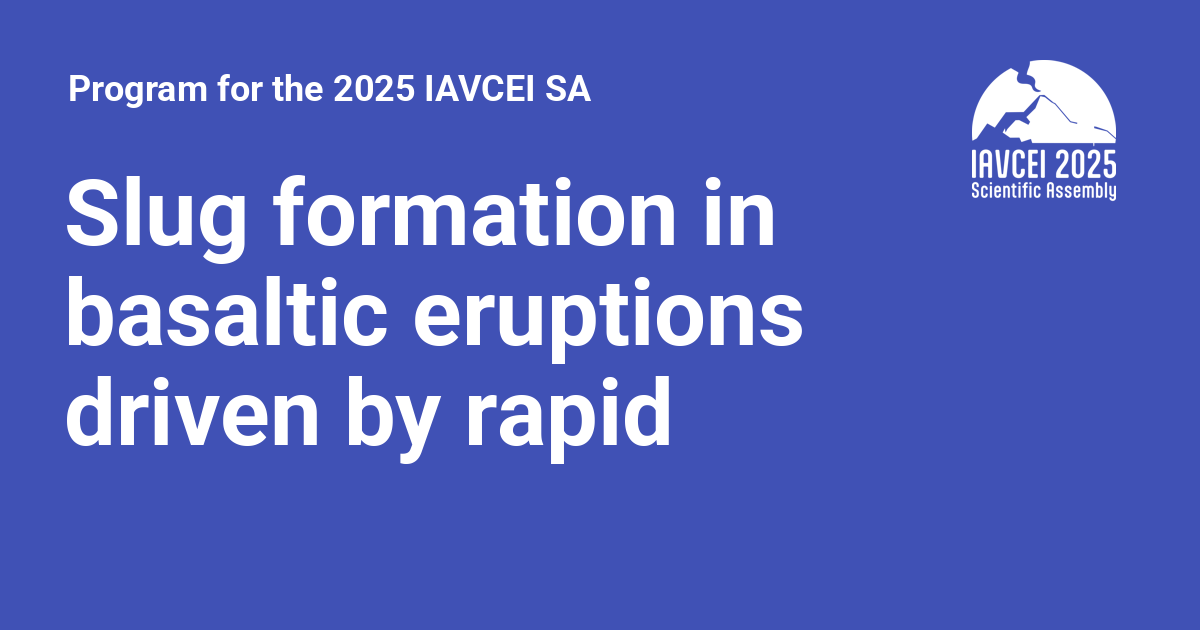 Program for the 2025 IAVCEI SA
IAVCEI 2025
Scientific Assembly
Slug formation in
basaltic eruptions
driven by rapid